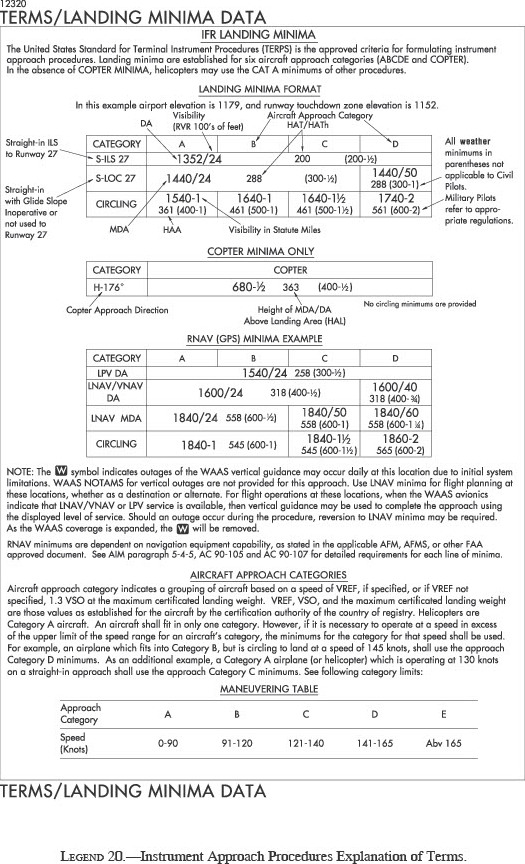 12320
TERMS/LANDING MINIMA DATA
IFR LANDING MINIMA
The United States Standard for Terminal Instrument Procedures (TERPS) is the approved criteria for formulating instrument
approach procedures. Landing minima are established for six aircraft approach categories (ABCDE and COPTER).
In the absence of COPTER MINIMA, helicopters may use the CAT A minimums of other procedures.
LANDING MINIMA FORMAT
In this example airport elevation is 1179, and runway touchdown zone elevation is 1152.
DA
Visibility
(RVR 100's of feet)
Aircraft Approach Category
HAT/HATh
Straight-in ILS
to Runway 27
Straight-in
with Glide Slope
Inoperative or
not used to
Runway 27
CATEGORY A B C D
S-ILS 27 1352/24 200 (200-½)
S-LOC 27 1440/24 288 (300-½) 1440/50
288 (300-1)
CIRCLING 1540-1 1640-1 1640-1½ 1740-2
361 (400-1) 461 (500-1) 461 (500-1½) 561 (600-2)
All weather
minimums in
parentheses not
applicable to Civil
Pilots.
Military Pilots
refer to appro-
priate regulations.
MDA HAA Visibility in Statute Miles
COPTER MINIMA ONLY
CATEGORY COPTER
H-176° 680-½ 363 (400-½)
Copter Approach Direction
Height of MDA/DA
Above Landing Area (HAL)
No circling minimums are provided
RNAV (GPS) MINIMA EXAMPLE
CATEGORY A B C D
LPV DA 1540/24 258 (300-½)
LNAV/VNAV
DA 1600/24 318 (400-½) 1600/40
318 (400-¾)
LNAV MDA 1840/24 558 (600-½) 1840/50 1840/60
558 (600-1) 558 (600-1¼)
CIRCLING 1840-1 545 (600-1) 1840-1½ 1860-2
545 (600-1½) 565 (600-2)
NOTE: The W symbol indicates outages of the WAAS vertical guidance may occur daily at this location due to initial system
limitations. WAAS NOTAMS for vertical outages are not provided for this approach. Use LNAV minima for flight planning at
these locations, whether as a destination or alternate. For flight operations at these locations, when the WAAS avionics
indicate that LNAV/VNAV or LPV service is available, then vertical guidance may be used to complete the approach using
the displayed level of service. Should an outage occur during the procedure, reversion to LNAV minima may be required.
As the WAAS coverage is expanded, the W will be removed.
RNAV minimums are dependent on navigation equipment capability, as stated in the applicable AFM, AFMS, or other FAA
approved document. See AIM paragraph 5-4-5, AC 90-105 and AC 90-107 for detailed requirements for each line of minima.
AIRCRAFT APPROACH CATEGORIES
Aircraft approach category indicates a grouping of aircraft based on a speed of VREF, if specified, or if VREF not
specified, 1.3 VSO at the maximum certificated landing weight. VREF, VSO, and the maximum certificated landing weight
are those values as established for the aircraft by the certification authority of the country of registry. Helicopters are
Category A aircraft. An aircraft shall fit in only one category. However, if it is necessary to operate at a speed in excess
of the upper limit of the speed range for an aircraft's category, the minimums for the category for that speed shall be used.
For example, an airplane which fits into Category B, but is circling to land at a speed of 145 knots, shall use the approach
Category D minimums. As an additional example, a Category A airplane (or helicopter) which is operating at 130 knots
on a straight-in approach shall use the approach Category C minimums. See following category limits:
MANEUVERING TABLE
Approach
Category A B C D E
Speed
(Knots) 0-90 91-120 121-140 141-165 Abv 165
TERMS/LANDING MINIMA DATA
LEGEND 20.—Instrument Approach Procedures Explanation of Terms.